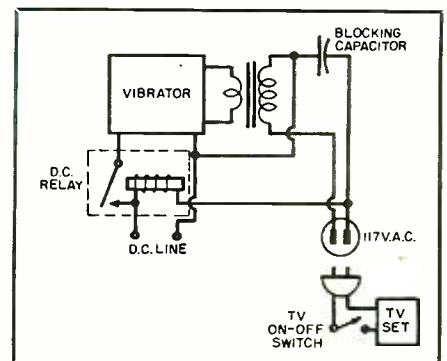 BLOCKING
CAPACITOR
VIBRATOR
D.C.
RELAY
D.C. LINE
117V.A.C.
TV
ON-OFF
SWITCH
TV
SET